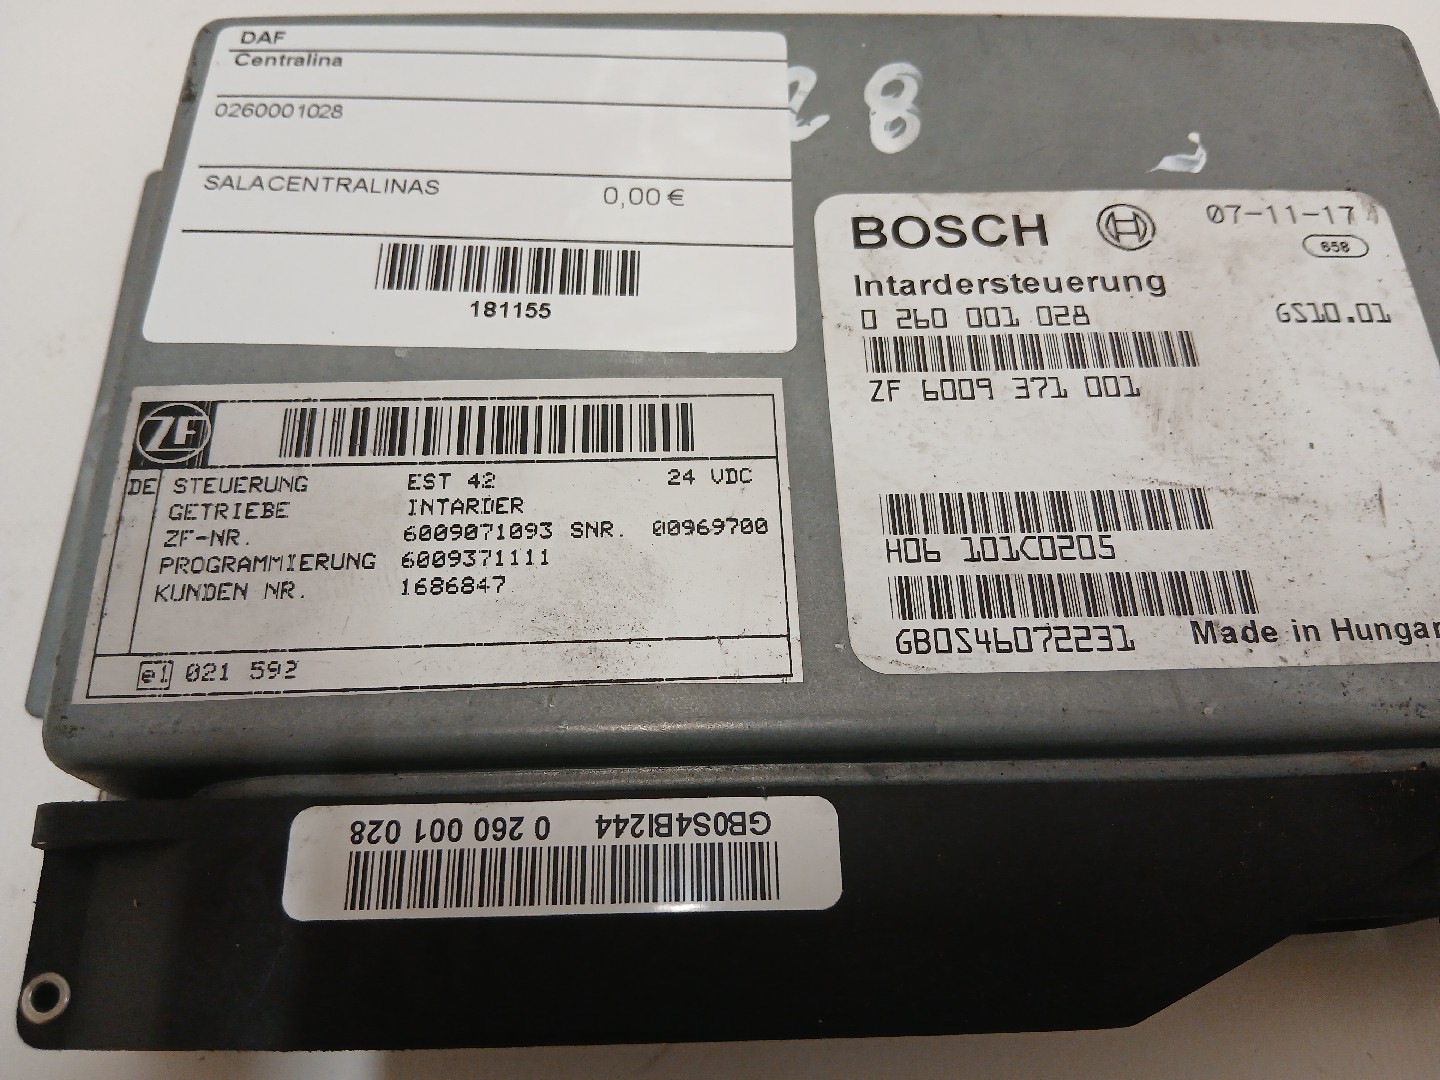 DAF
Centralina
0260001028
SALACENTRALINAS 0,00 €
181155
28
BOSCH 07-11-17
658
Intardersteuerung
0 260 001 028 GS10.01
ZF 6009 371 001
H06 101K0205
GB0S46072231 Made in Hungar
ZF
DE STEUERUNG EST 42 24 VDC
GETRIEBE INTARDER
ZF-NR. 6009071093 SNR. 00969700
PROGRAMMIERUNG 6009371111
KUNDEN NR. 1686847
e1 021 592
GB0S4BI244 0 260 001 028